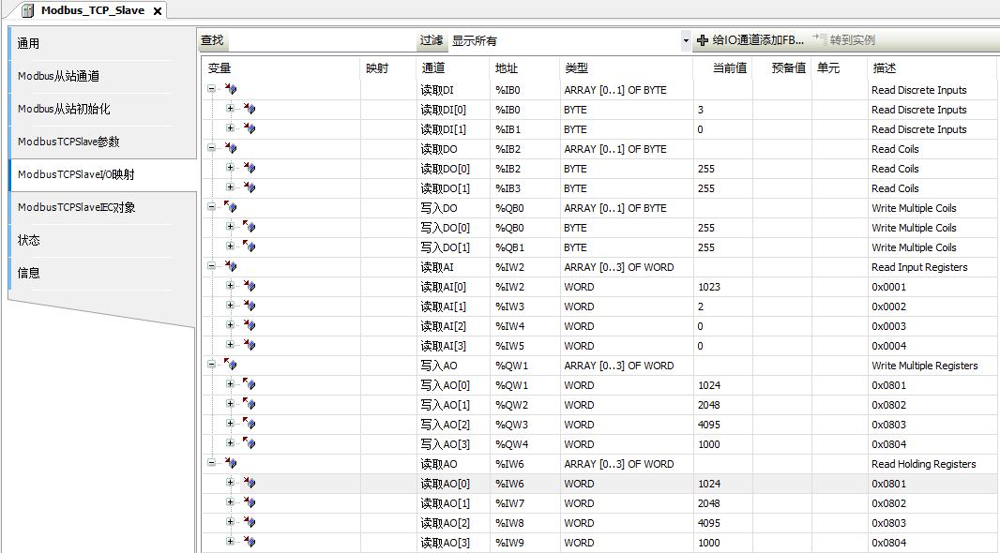 Modbus_TCP_Slave
通用
Modbus从站通道
Modbus从站初始化
ModbusTCPSlave参数
ModbusTCPSlaveI/O映射
ModbusTCPSlaveIEC对象
状态
信息
查找 过滤 显示所有 给IO通道添加FB... 转到实例
变量 映射 通道 地址 类型 当前值 预备值 单元 描述
读取DI %IB0 ARRAY [0..1] OF BYTE Read Discrete Inputs
读取DI[0] %IB0 BYTE 3 Read Discrete Inputs
读取DI[1] %IB1 BYTE 0 Read Discrete Inputs
读取DO %IB2 ARRAY [0..1] OF BYTE Read Coils
读取DO[0] %IB2 BYTE 255 Read Coils
读取DO[1] %IB3 BYTE 255 Read Coils
写入DO %QB0 ARRAY [0..1] OF BYTE Write Multiple Coils
写入DO[0] %QB0 BYTE 255 Write Multiple Coils
写入DO[1] %QB1 BYTE 255 Write Multiple Coils
读取AI %IW2 ARRAY [0..3] OF WORD Read Input Registers
读取AI[0] %IW2 WORD 1023 0x0001
读取AI[1] %IW3 WORD 2 0x0002
读取AI[2] %IW4 WORD 0 0x0003
读取AI[3] %IW5 WORD 0 0x0004
写入AO %QW1 ARRAY [0..3] OF WORD Write Multiple Registers
写入AO[0] %QW1 WORD 1024 0x0801
写入AO[1] %QW2 WORD 2048 0x0802
写入AO[2] %QW3 WORD 4095 0x0803
写入AO[3] %QW4 WORD 1000 0x0804
读取AO %IW6 ARRAY [0..3] OF WORD Read Holding Registers
读取AO[0] %IW6 WORD 1024 0x0801
读取AO[1] %IW7 WORD 2048 0x0802
读取AO[2] %IW8 WORD 4095 0x0803
读取AO[3] %IW9 WORD 1000 0x0804